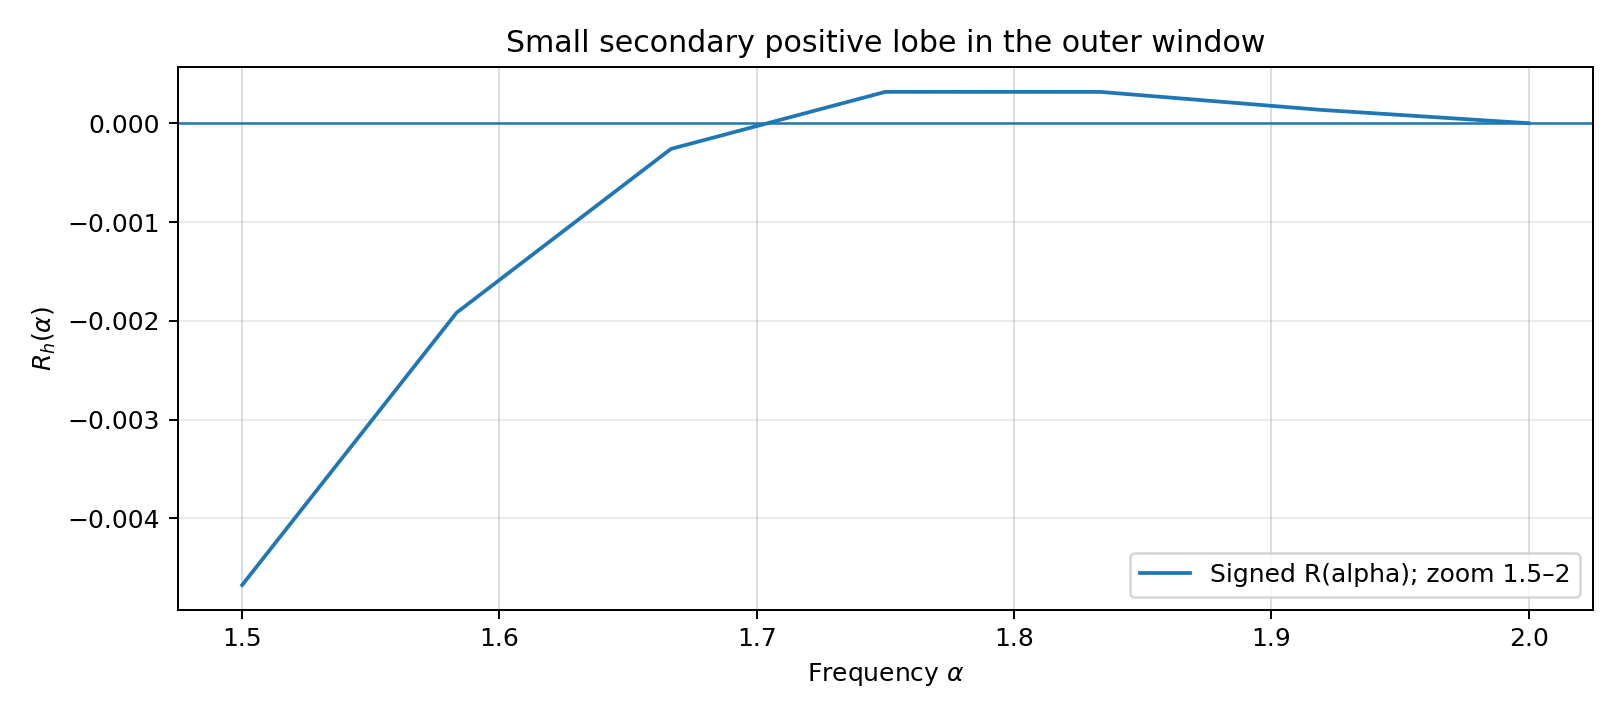 Small secondary positive lobe in the outer window
0.000
−0.001
−0.002
−0.003
−0.004
R_h(α)
Signed R(alpha); zoom 1.5–2
1.5 1.6 1.7 1.8 1.9 2.0
Frequency α